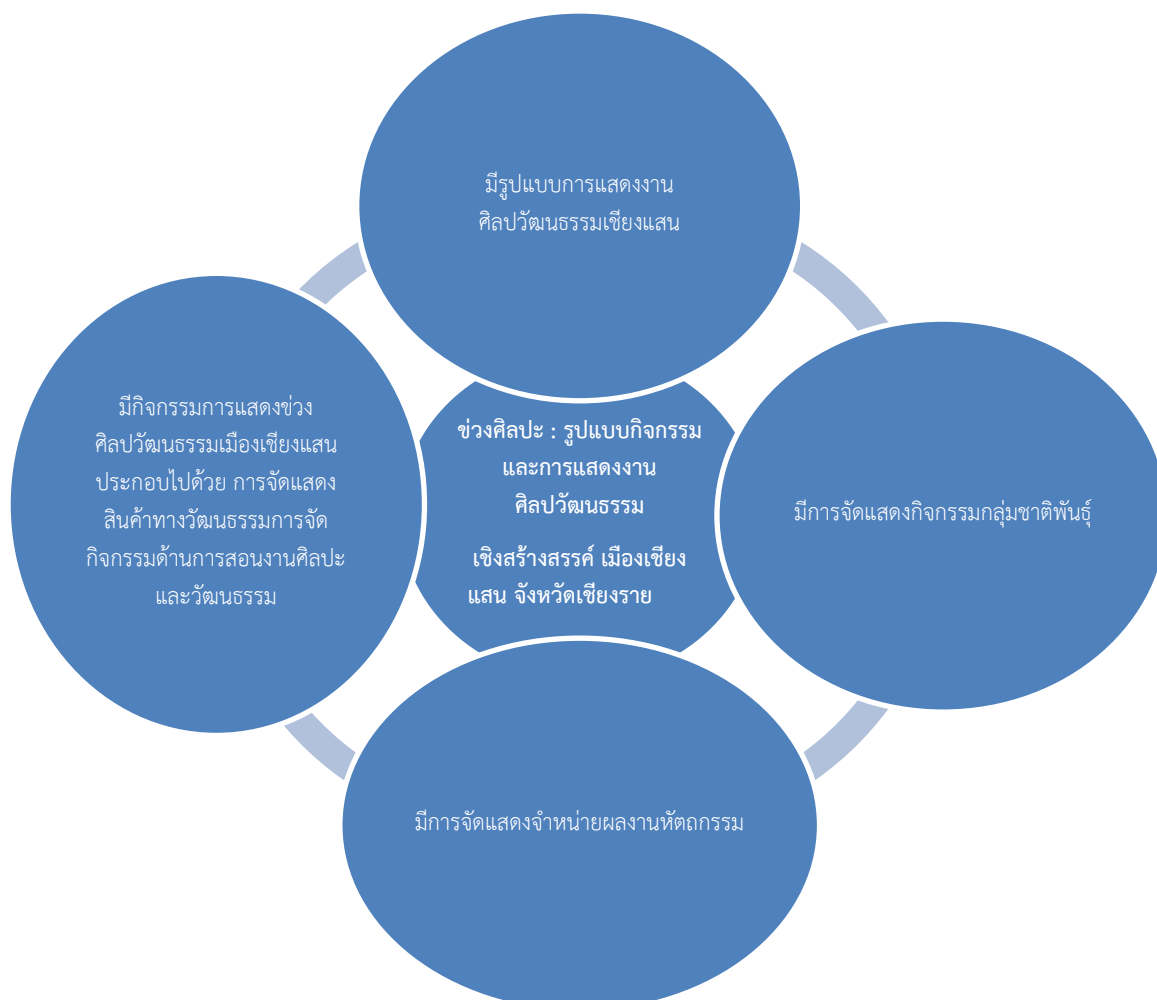 มีรูปแบบการแสดงงาน
ศิลปวัฒนธรรมเชียงแสน
มีกิจกรรมการแสดงข่วง
ศิลปวัฒนธรรมเมืองเชียงแสน
ประกอบไปด้วย การจัดแสดง
สินค้าทางวัฒนธรรมการจัด
กิจกรรมด้านการสอนงานศิลปะ
และวัฒนธรรม
ข่วงศิลปะ : รูปแบบกิจกรรม
และการแสดงงาน
ศิลปวัฒนธรรม
เชิงสร้างสรรค์ เมืองเชียง
แสน จังหวัดเชียงราย
มีการจัดแสดงกิจกรรมกลุ่มชาติพันธุ์
มีการจัดแสดงจำหน่ายผลงานหัตถกรรม